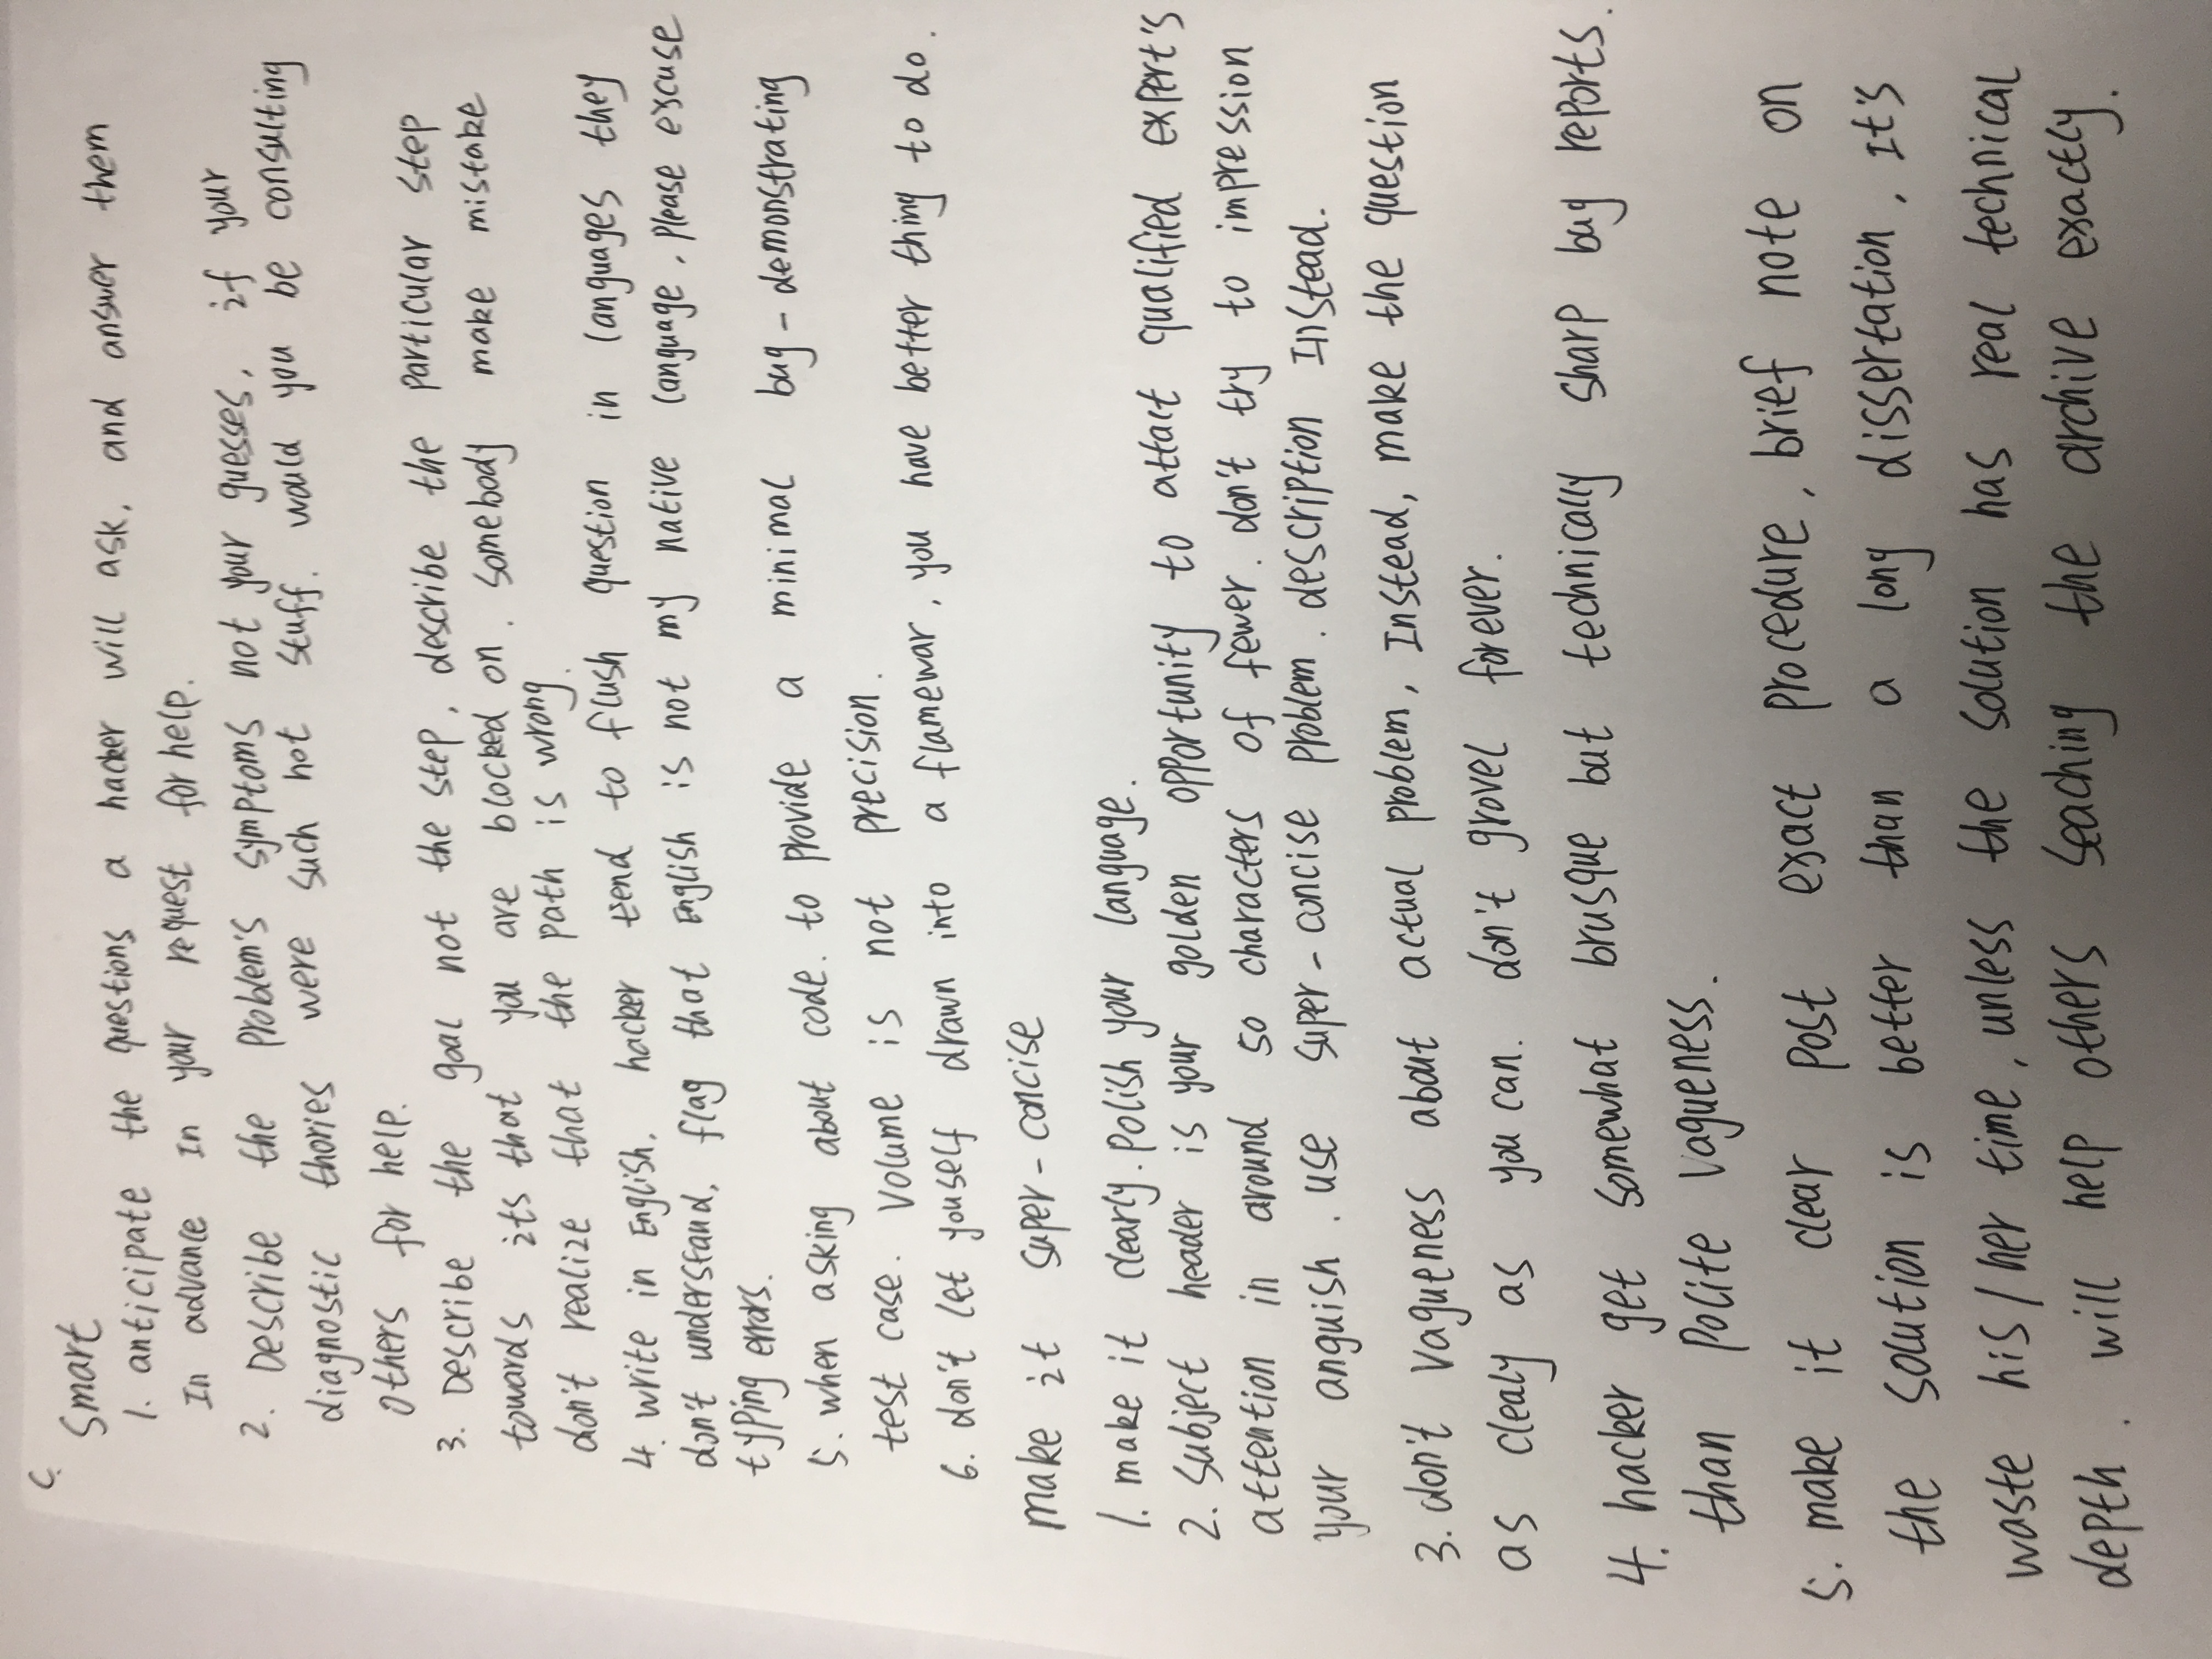 C.
Smart
1. anticipate the questions a hacker will ask, and answer them
In advance In your request for help.
2. Describe the problem's symptoms not your guesses, if your
diagnostic thories were such hot stuff. would you be consulting
others for help.
3. Describe the goal not the step, describe the particular step
towards its that you are blocked on. somebody make mistake
don't realize that the path is wrong.
4. write in English, hacker tend to flush question in languages they
don't understand, flag that English is not my native language, please excuse
typing errors.
5. when asking about code. to provide a minimal bug-demonstrating
test case. Volume is not precision.
6. don't let youself drawn into a flamewar, you have better thing to do.
make it super-concise
1. make it clearly. polish your language.
2. subject header is your golden opportunity to attact qualified expert's
attention in around 50 characters of fewer. don't try to impression
your anguish. use super-concise problem. description Instead.
3. don't vagueness about actual problem, Instead, make the question
as clealy as you can. don't grovel forever.
4. hacker get somewhat brusque but technically sharp bug reports.
than polite vagueness.
5. make it clear post exact procedure, brief note on
the solution is better than a long dissertation, It's
waste his/her time, unless the solution has real technical
depth. will help others seaching the archive exactly.